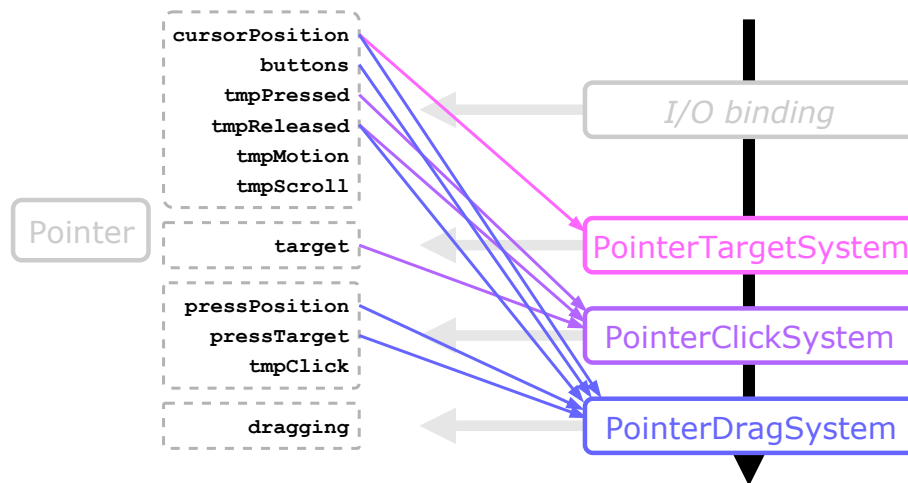 cursorPosition
buttons
tmpPressed
tmpReleased
tmpMotion
tmpScroll
target
pressPosition
pressTarget
tmpClick
dragging
Pointer
I/O binding
PointerTargetSystem
PointerClickSystem
PointerDragSystem